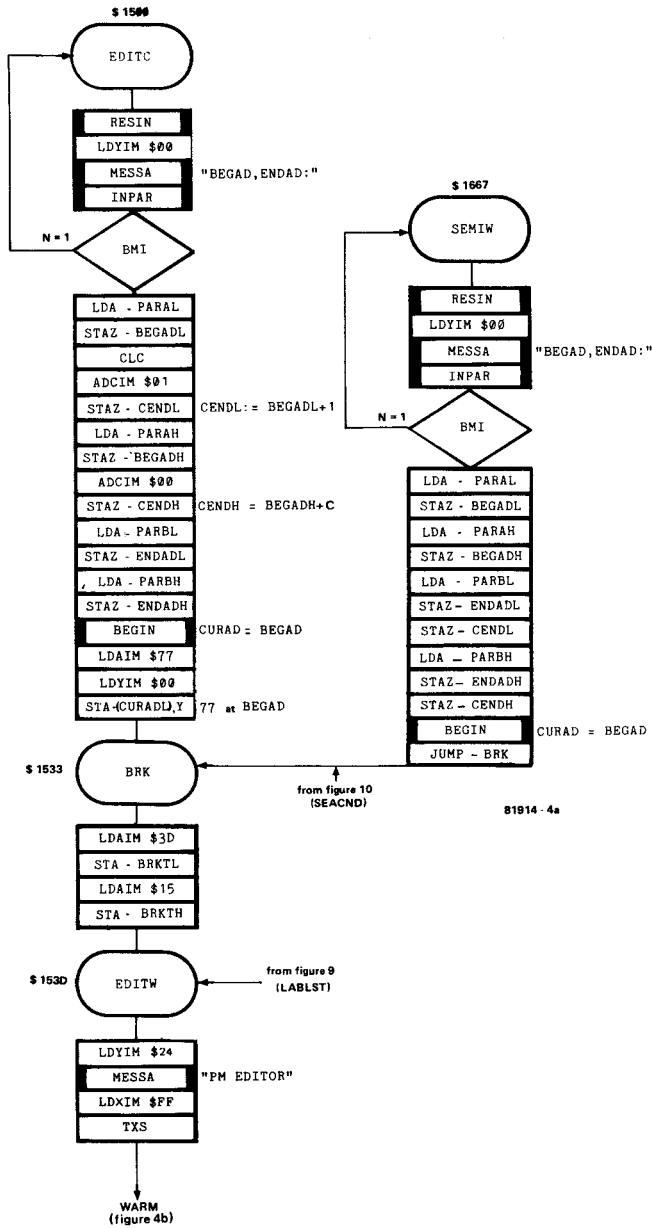 $ 1500
EDITC
RESIN
LDYIM $00
MESSA "BEGAD,ENDAD:"
INPAR
N = 1
BMI
LDA - PARAL
STAZ - BEGADL
CLC
ADCIM $01
STAZ - CENDL CENDL:= BEGADL+1
LDA - PARAH
STAZ - BEGADH
ADCIM $00
STAZ - CENDH CENDH = BEGADH+C
LDA - PARBL
STAZ - ENDADL
LDA - PARBH
STAZ - ENDADH
BEGIN CURAD = BEGAD
LDAIM $77
LDYIM $00
STA-(CURADL),Y 77 at BEGAD
$ 1533
BRK
LDAIM $3D
STA - BRKTL
LDAIM $15
STA - BRKTH
$ 153D
EDITW
from figure 9
(LABLST)
LDYIM $24
MESSA "PM EDITOR"
LDXIM $FF
TXS
WARM
(figure 4b)
$ 1667
SEMIW
RESIN
LDYIM $00
MESSA "BEGAD,ENDAD:"
INPAR
N = 1
BMI
LDA - PARAL
STAZ - BEGADL
LDA - PARAH
STAZ - BEGADH
LDA - PARBL
STAZ- ENDADL
STAZ- CENDL
LDA - PARBH
STAZ- ENDADH
STAZ- CENDH
BEGIN CURAD = BEGAD
JUMP - BRK
from figure 10
(SEACND)
81914 - 4a